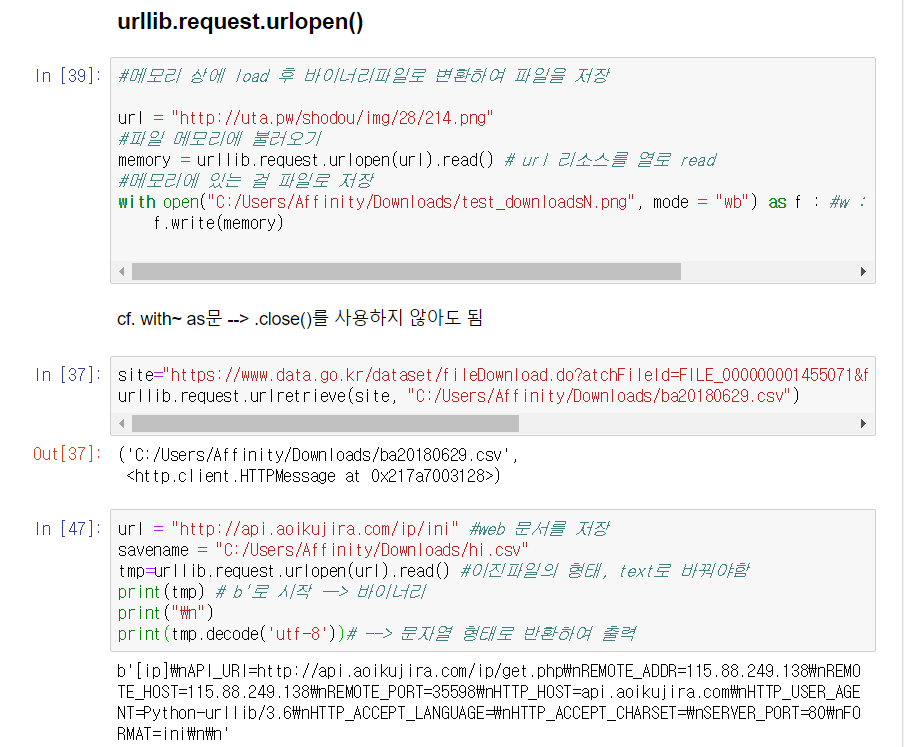 urllib.request.urlopen()
In [39]: #메모리 상에 load 후 바이너리파일로 변환하여 파일을 저장
url = "http://uta.pw/shodou/img/28/214.png"
#파일 메모리에 불러오기
memory = urllib.request.urlopen(url).read() # url 리소스를 열로 read
#메모리에 있는 걸 파일로 저장
with open("C:/Users/Affinity/Downloads/test_downloadsN.png", mode = "wb") as f : #w :
f.write(memory)
cf. with~ as문 --> .close()를 사용하지 않아도 됨
In [37]: site="https://www.data.go.kr/dataset/fileDownload.do?atchFileId=FILE_000000001455071&f
urllib.request.urlretrieve(site, "C:/Users/Affinity/Downloads/ba20180629.csv")
Out[37]: ('C:/Users/Affinity/Downloads/ba20180629.csv',
<http.client.HTTPMessage at 0x217a7003128>)
In [47]: url = "http://api.aoikujira.com/ip/ini" #web 문서를 저장
savename = "C:/Users/Affinity/Downloads/hi.csv"
tmp=urllib.request.urlopen(url).read() #이진파일의 형태, text로 바꿔야함
print(tmp) # b'로 시작 --> 바이너리
print("₩n")
print(tmp.decode('utf-8'))# --> 문자열 형태로 반환하여 출력
b'[ip]₩nAPI_URI=http://api.aoikujira.com/ip/get.php₩nREMOTE_ADDR=115.88.249.138₩nREMO
TE_HOST=115.88.249.138₩nREMOTE_PORT=35598₩nHTTP_HOST=api.aoikujira.com₩nHTTP_USER_AGE
NT=Python-urllib/3.6₩nHTTP_ACCEPT_LANGUAGE=₩nHTTP_ACCEPT_CHARSET=₩nSERVER_PORT=80₩nFO
RMAT=ini₩n₩n'